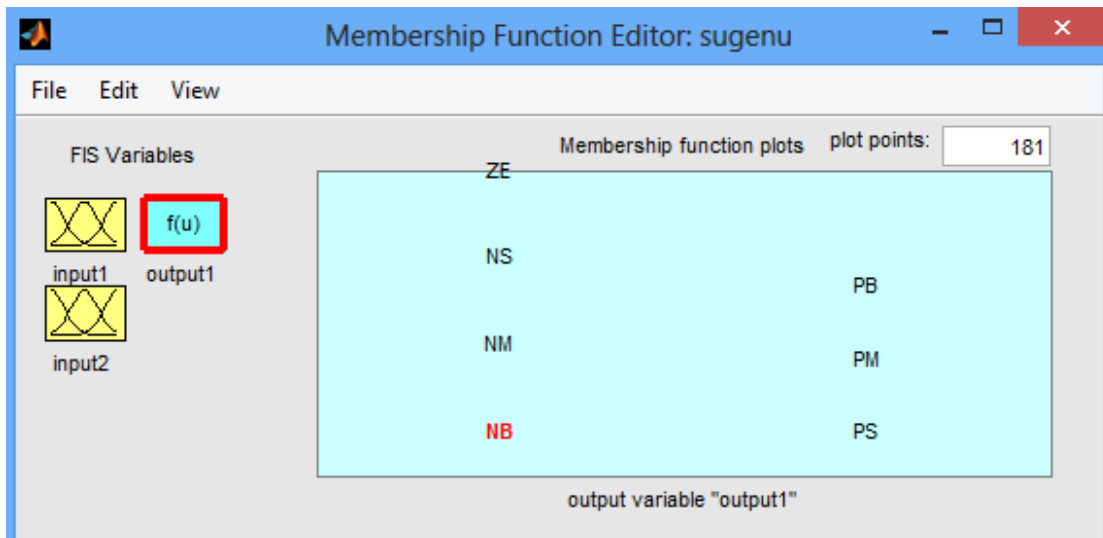 Membership Function Editor: sugenu
File Edit View
FIS Variables
Membership function plots plot points: 181
f(u)
input1 output1
input2
ZE
NS
NM
NB
PB
PM
PS
output variable "output1"